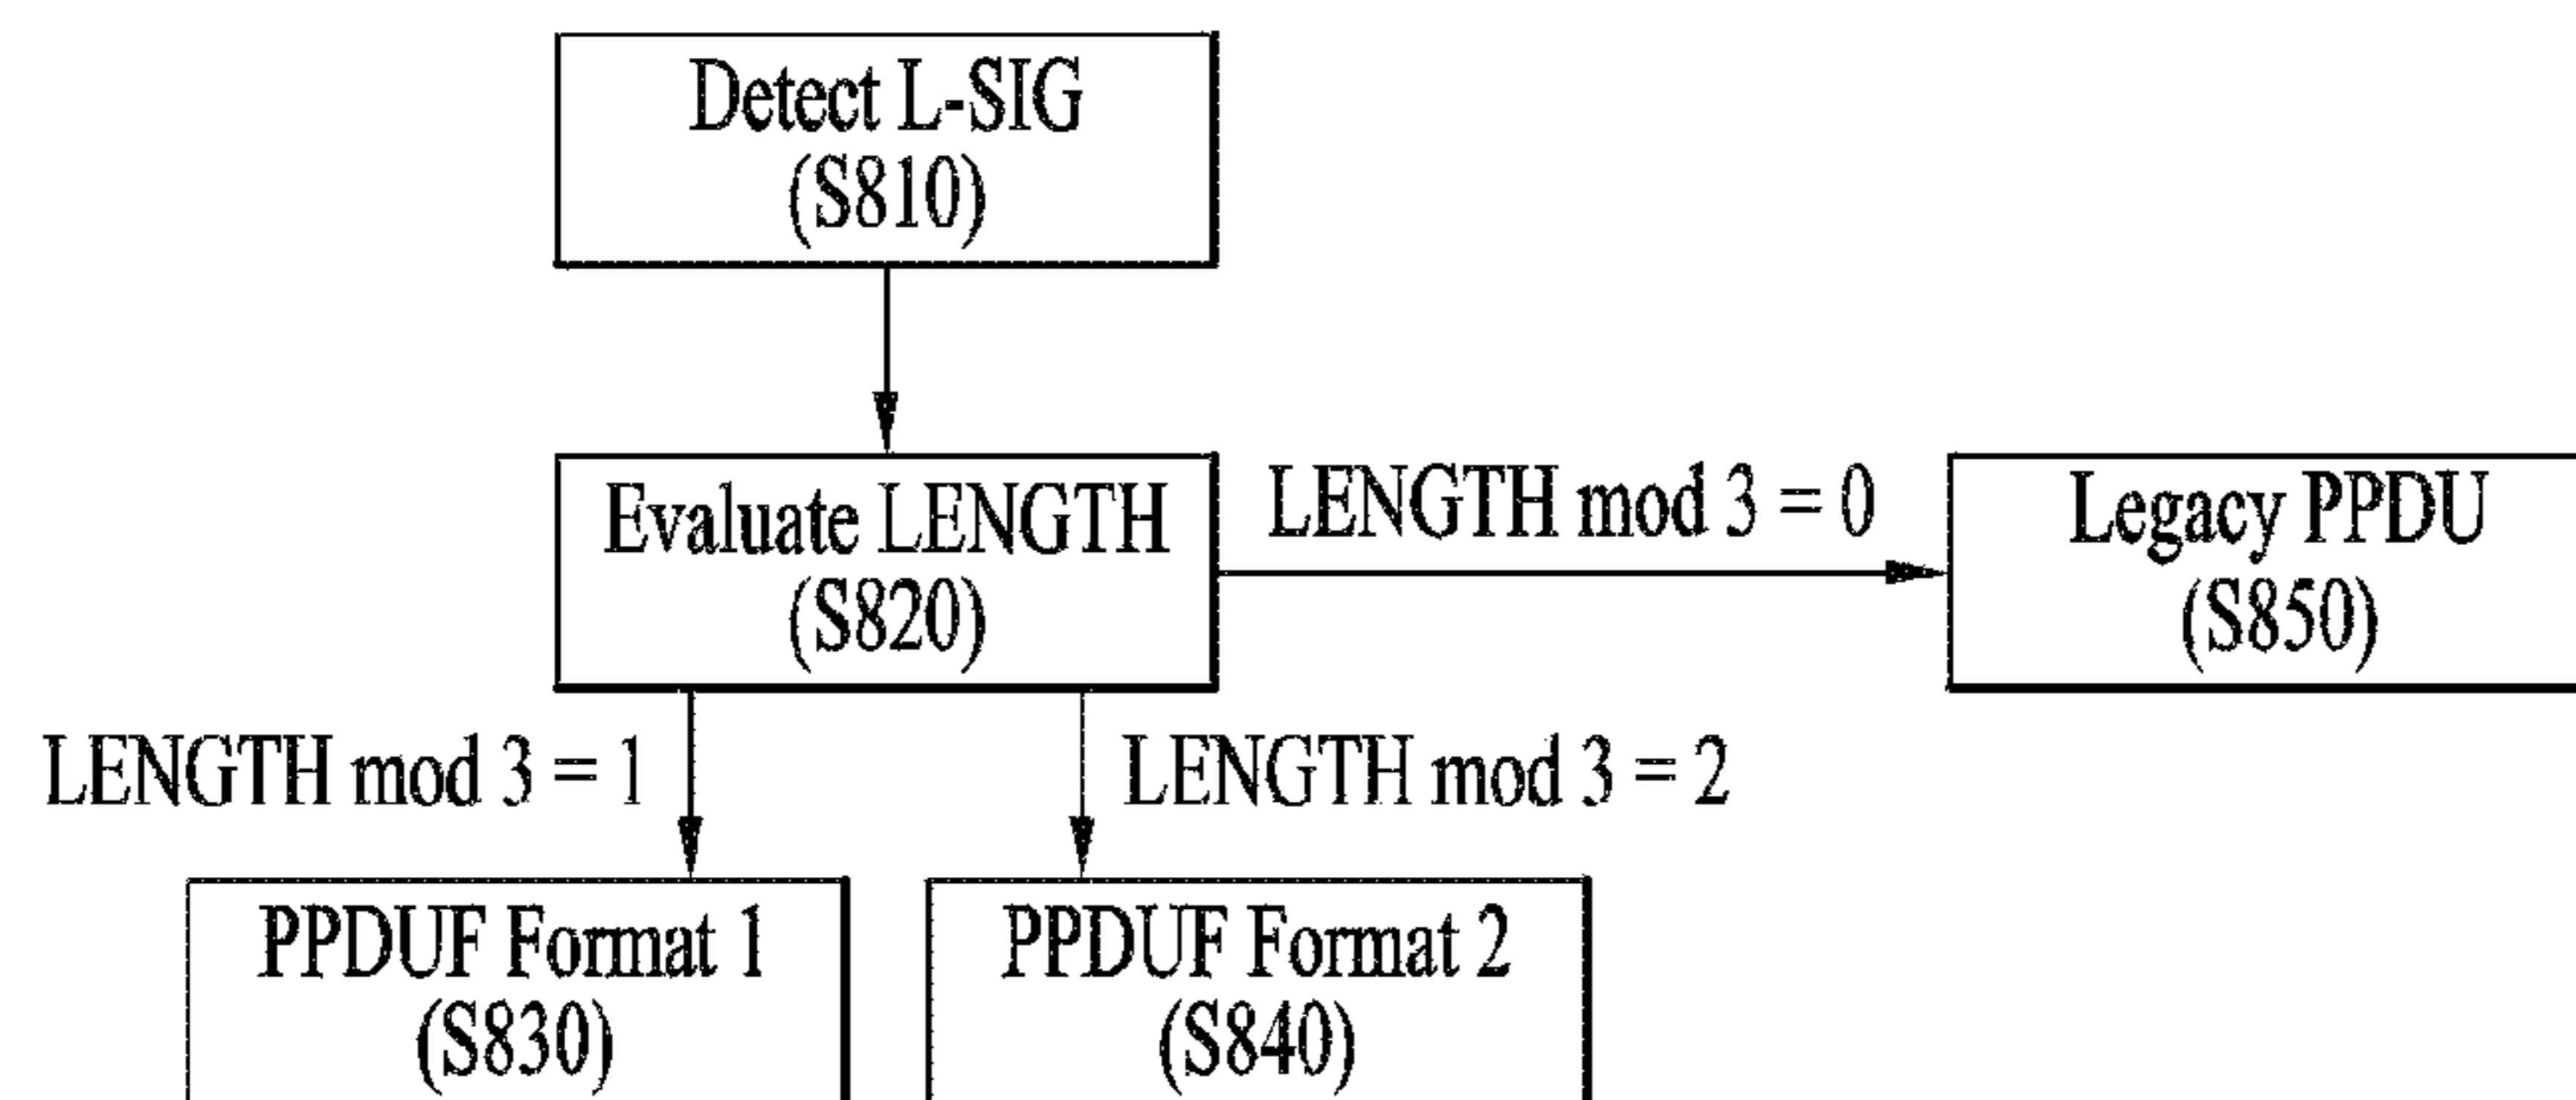 Detect L-SIG
(S810)
Evaluate LENGTH
(S820)
LENGTH mod 3 = 0
Legacy PPDU
(S850)
LENGTH mod 3 = 1
LENGTH mod 3 = 2
PPDUF Format 1
(S830)
PPDUF Format 2
(S840)